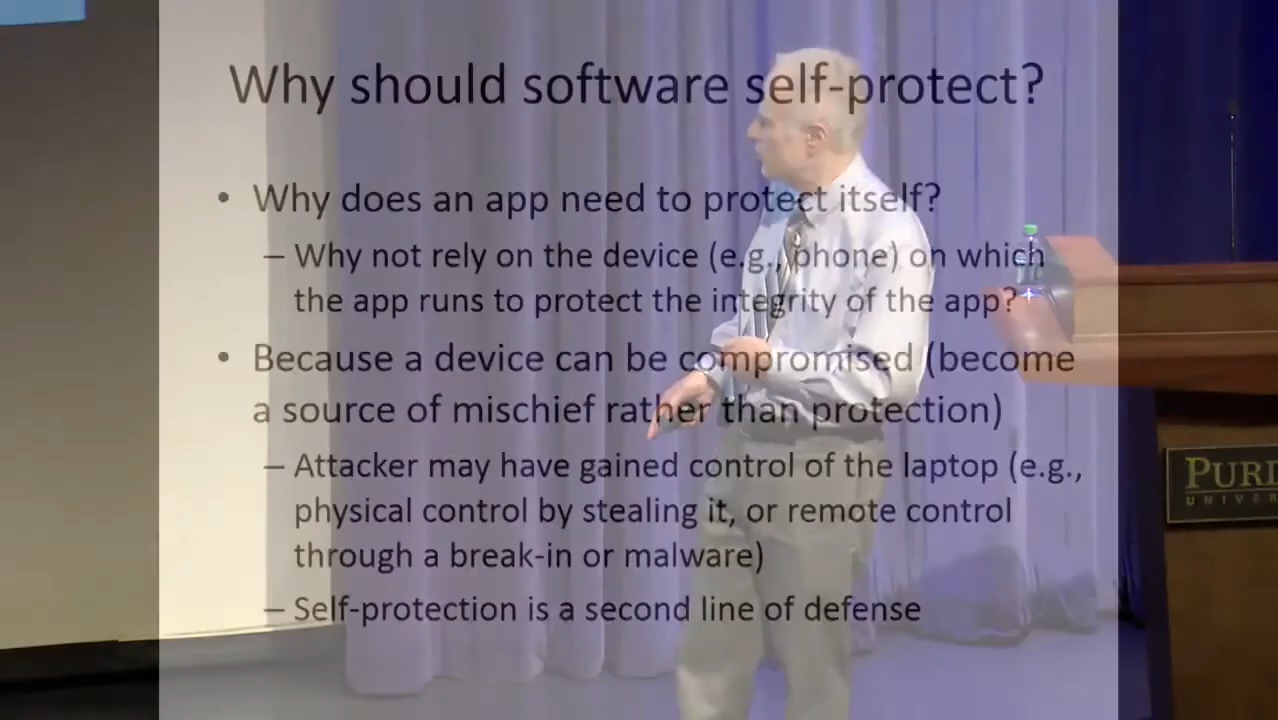 Why should software self-protect?
• Why does an app need to protect itself?
– Why not rely on the device (e.g., phone) on which
the app runs to protect the integrity of the app?
• Because a device can be compromised (become
a source of mischief rather than protection)
– Attacker may have gained control of the laptop (e.g.,
physical control by stealing it, or remote control
through a break-in or malware)
– Self-protection is a second line of defense
PURD
UNIVER